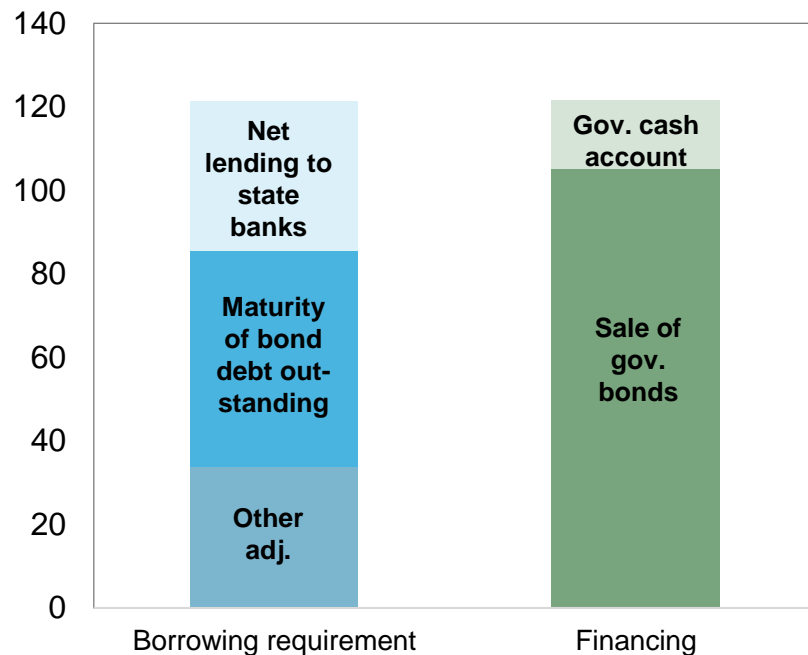 140
120
100
80
60
40
20
0
Net
lending to
state
banks
Maturity
of bond
debt out-
standing
Other
adj.
Gov. cash
account
Sale of
gov.
bonds
Borrowing requirement
Financing